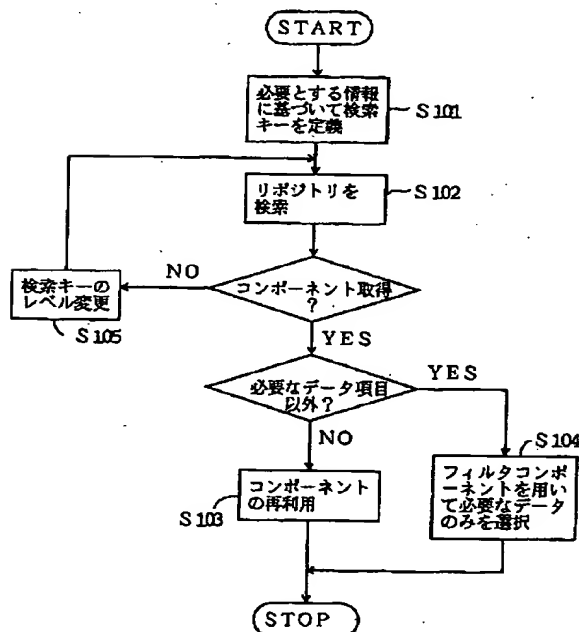 START
必要とする情報
に基づいて検索
キーを定義
S101
リポジトリを
検索
S102
コンポーネント取得
?
NO
検索キーの
レベル変更
S105
YES
必要なデータ項目
以外?
YES
NO
S104
フィルタコンポ
ーネントを用い
て必要なデータ
のみを選択
コンポーネント
の再利用
S103
STOP